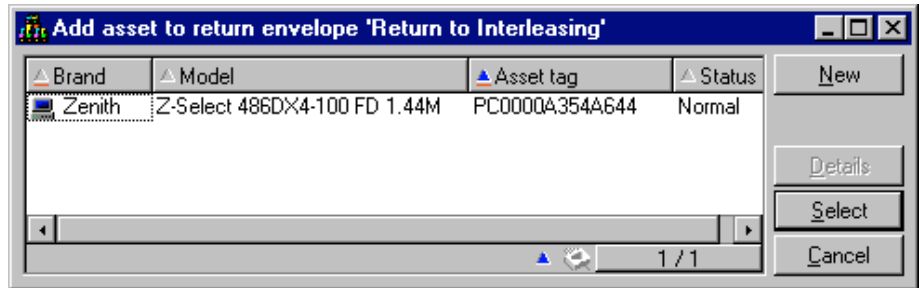 Add asset to return envelope 'Return to Interleasing'
Brand Model Asset tag Status
Zenith Z-Select 486DX4-100 FD 1.44M PC0000A354A644 Normal
New
Details
Select
Cancel
1 / 1